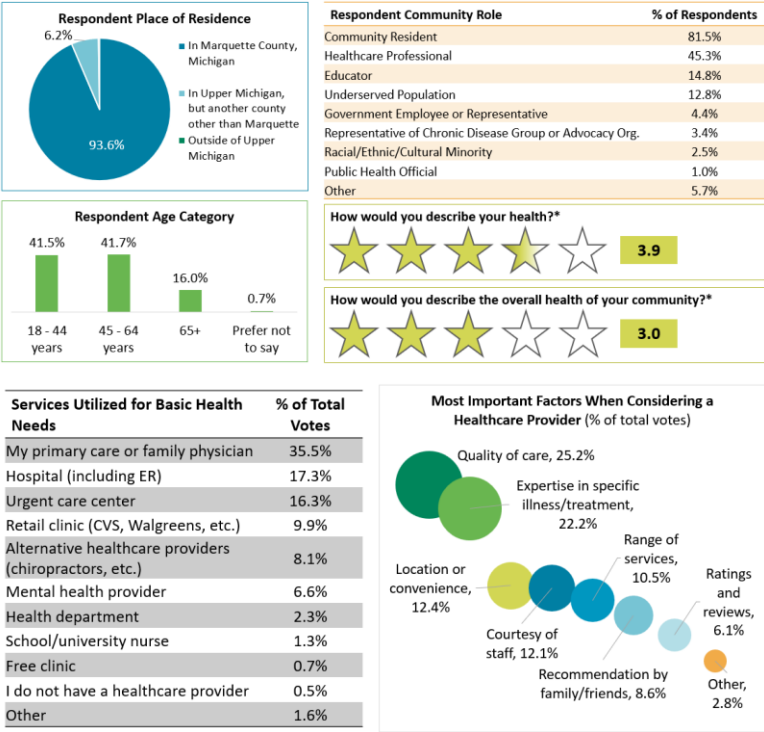 Respondent Place of Residence
6.2%
93.6%
In Marquette County,
Michigan
In Upper Michigan,
but another county
other than Marquette
Outside of Upper
Michigan
Respondent Community Role % of Respondents
Community Resident 81.5%
Healthcare Professional 45.3%
Educator 14.8%
Underserved Population 12.8%
Government Employee or Representative 4.4%
Representative of Chronic Disease Group or Advocacy Org. 3.4%
Racial/Ethnic/Cultural Minority 2.5%
Public Health Official 1.0%
Other 5.7%
Respondent Age Category
41.5% 41.7%
16.0%
0.7%
18 - 44 45 - 64 65+ Prefer not
years years to say
How would you describe your health?*
3.9
How would you describe the overall health of your community?*
3.0
Services Utilized for Basic Health % of Total
Needs Votes
My primary care or family physician 35.5%
Hospital (including ER) 17.3%
Urgent care center 16.3%
Retail clinic (CVS, Walgreens, etc.) 9.9%
Alternative healthcare providers
(chiropractors, etc.) 8.1%
Mental health provider 6.6%
Health department 2.3%
School/university nurse 1.3%
Free clinic 0.7%
I do not have a healthcare provider 0.5%
Other 1.6%
Most Important Factors When Considering a
Healthcare Provider (% of total votes)
Quality of care, 25.2%
Expertise in specific
illness/treatment,
22.2%
Location or
convenience,
12.4%
Courtesy of
staff, 12.1%
Range of
services,
10.5%
Recommendation by
family/friends, 8.6%
Ratings
and
reviews,
6.1%
Other,
2.8%